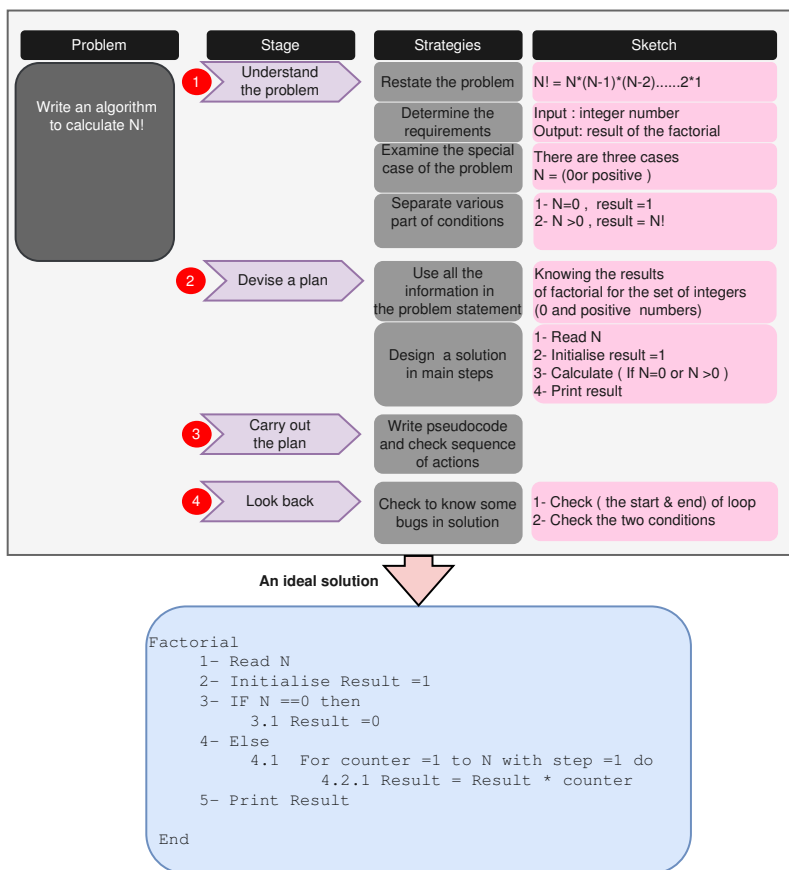 Problem
Stage
Strategies
Sketch
Write an algorithm
to calculate N!
1
Understand
the problem
Restate the problem
N! = N*(N-1)*(N-2)......2*1
Determine the
requirements
Input : integer number
Output: result of the factorial
Examine the special
case of the problem
There are three cases
N = (0or positive )
Separate various
part of conditions
1- N=0 , result =1
2- N >0 , result = N!
2
Devise a plan
Use all the
information in
the problem statement
Knowing the results
of factorial for the set of integers
(0 and positive numbers)
Design a solution
in main steps
1- Read N
2- Initialise result =1
3- Calculate ( If N=0 or N >0 )
4- Print result
3
Carry out
the plan
Write pseudocode
and check sequence
of actions
4
Look back
Check to know some
bugs in solution
1- Check ( the start & end) of loop
2- Check the two conditions
An ideal solution
Factorial
1- Read N
2- Initialise Result =1
3- IF N ==0 then
3.1 Result =0
4- Else
4.1 For counter =1 to N with step =1 do
4.2.1 Result = Result * counter
5- Print Result
End